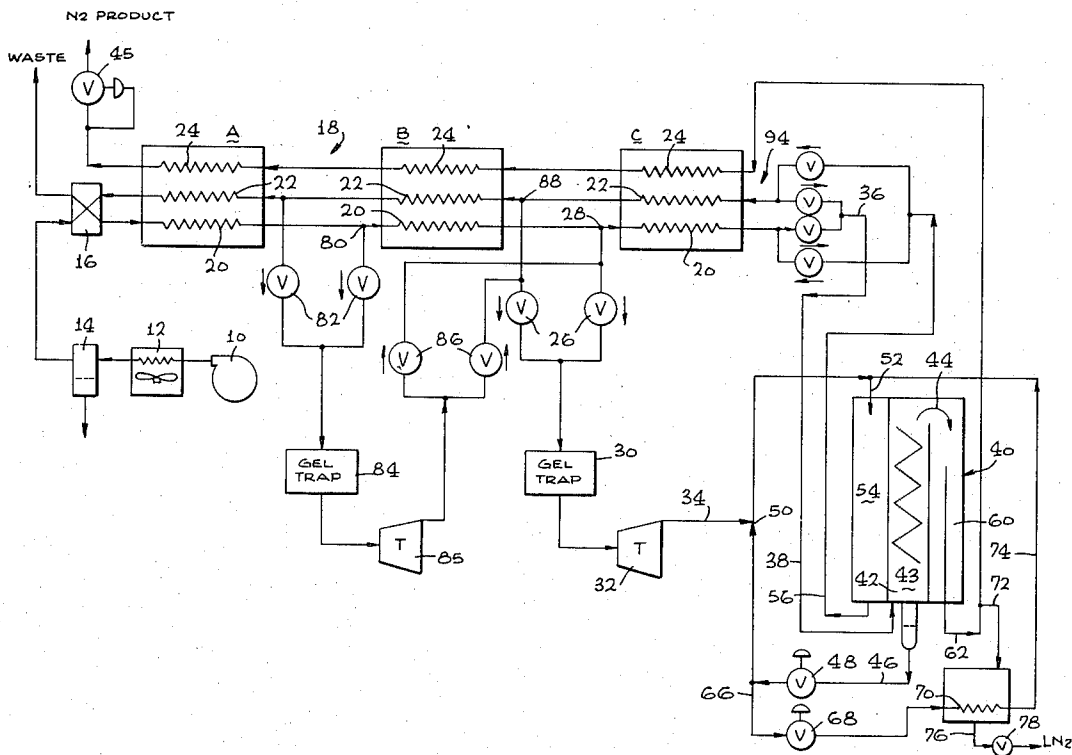 N2 PRODUCT
WASTE
V 45
24 A 18 B 24 C 24 94
V
22 22 88 22 V 36
16 20 80 20 28 20 V
V
V 82 V
V 26 V
14 12 10
V 86 V
52 44
GEL TRAP 84
GEL TRAP 30
40
54 60
34 50
T 85
T 32
38 42 43 74
56 72
62
V 48 46
66 70
V 68
76 V 78 LN2